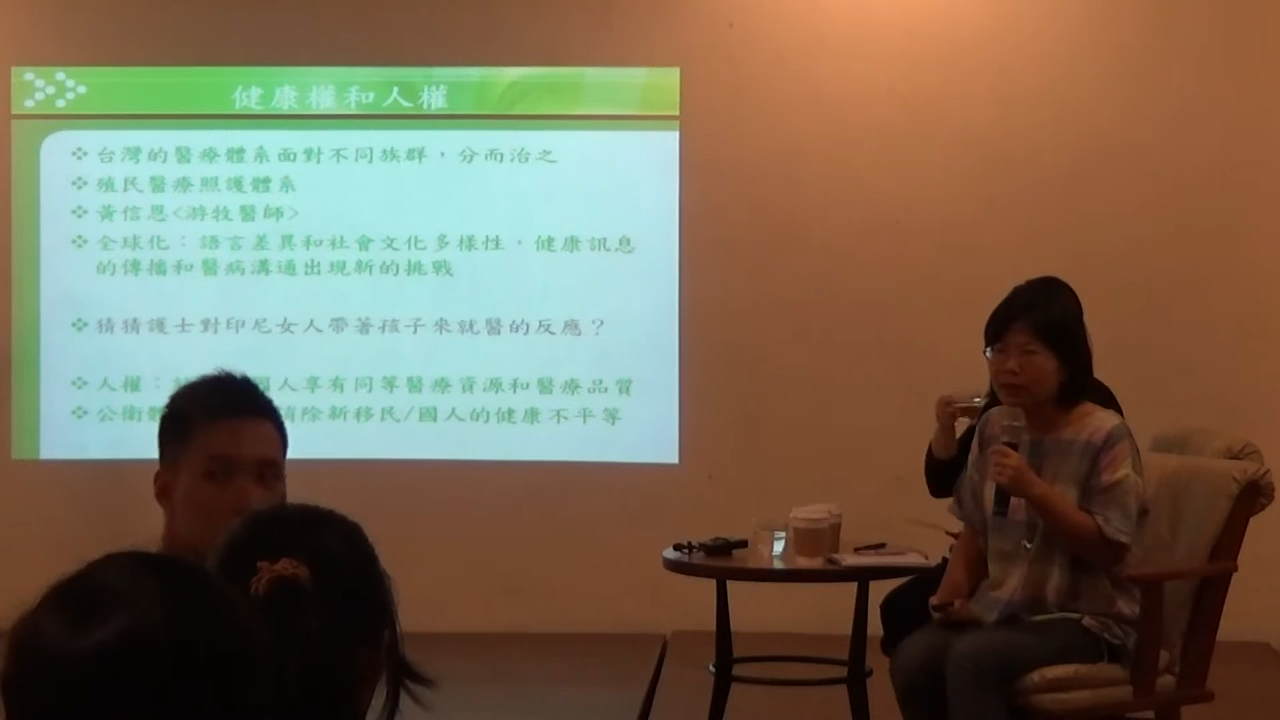 健康權和人權
台灣的醫療體系面對不同族群，分而治之
殖民醫療照護體系
黃信恩<游牧醫師>
全球化：語言差異和社會文化多樣性，健康訊息
的傳播和醫病溝通出現新的挑戰
猜猜護士對印尼女人帶著孩子來就醫的反應？
人權： 人享有同等醫療資源和醫療品質
公衛 消除新移民/國人的健康不平等